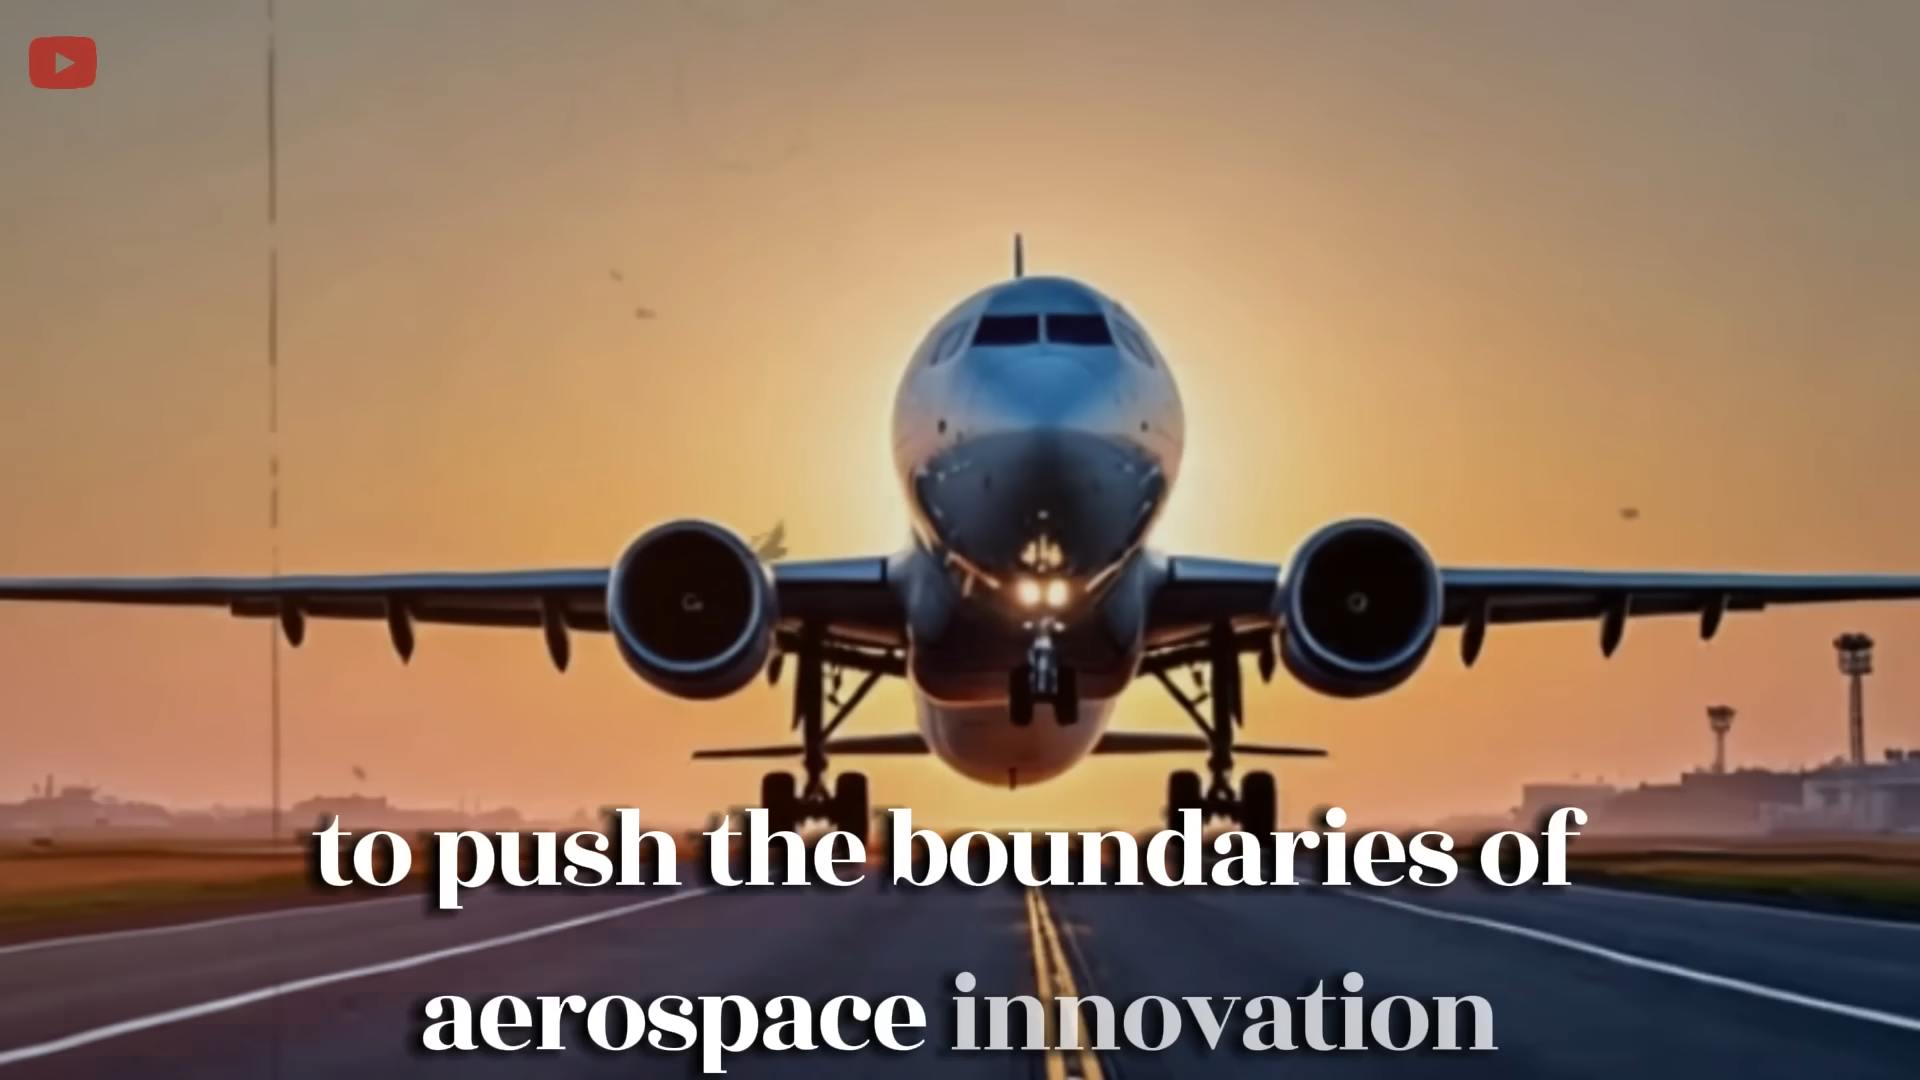 to push the boundaries of
aerospace innovation